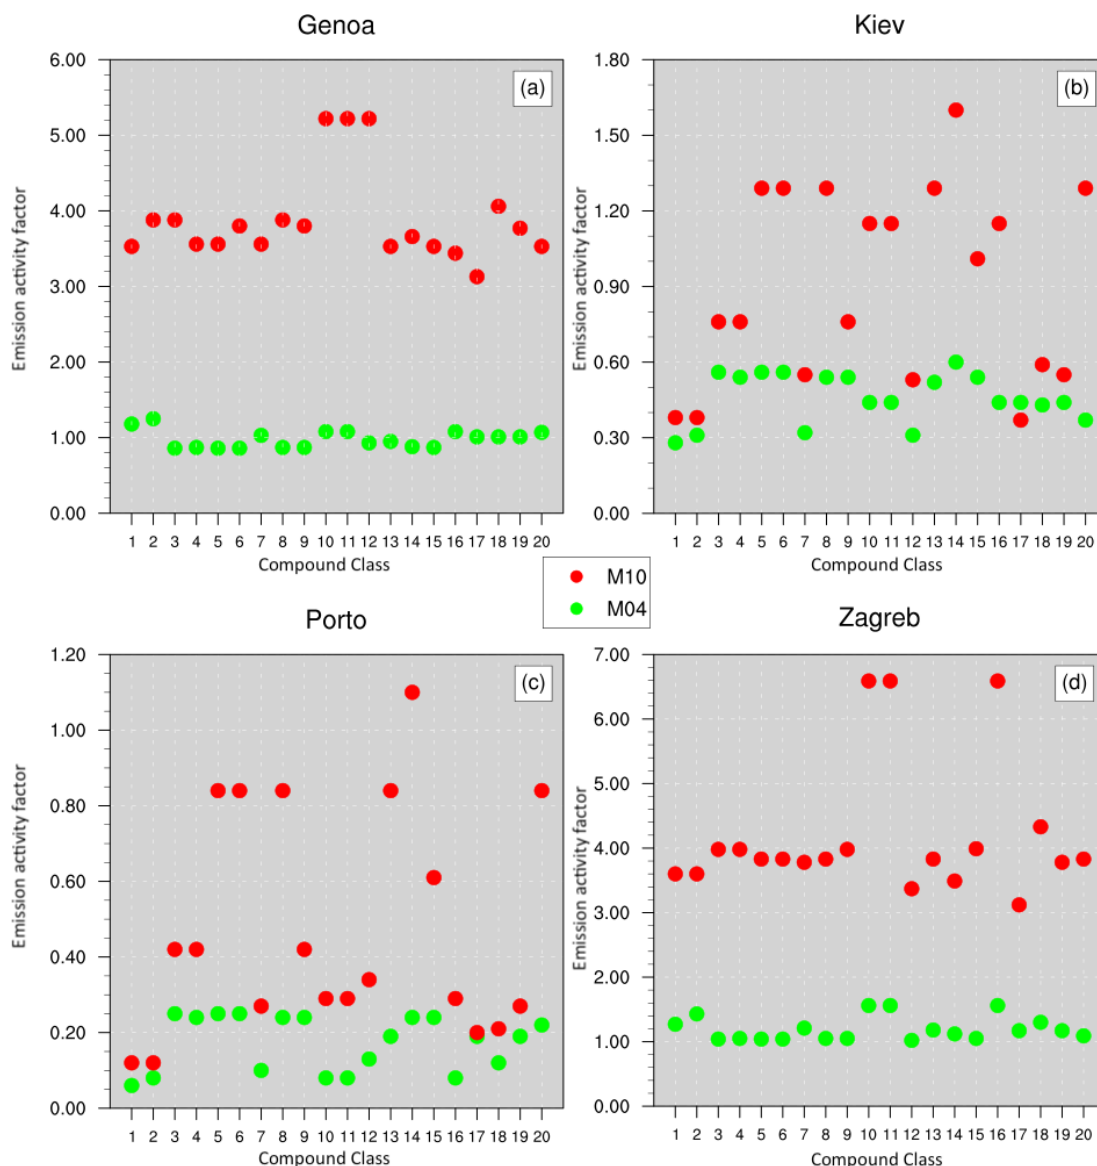 Genoa
(a)
Emission activity factor
6.00
5.00
4.00
3.00
2.00
1.00
0.00
1 2 3 4 5 6 7 8 9 10 11 12 13 14 15 16 17 18 19 20
Compound Class
Kiev
(b)
Emission activity factor
1.80
1.50
1.20
0.90
0.60
0.30
0.00
1 2 3 4 5 6 7 8 9 10 11 12 13 14 15 16 17 18 19 20
Compound Class
M10
M04
Porto
(c)
Emission activity factor
1.20
1.00
0.80
0.60
0.40
0.20
0.00
1 2 3 4 5 6 7 8 9 10 11 12 13 14 15 16 17 18 19 20
Compound Class
Zagreb
(d)
Emission activity factor
7.00
6.00
5.00
4.00
3.00
2.00
1.00
0.00
1 2 3 4 5 6 7 8 9 10 11 12 13 14 15 16 17 18 19 20
Compound Class